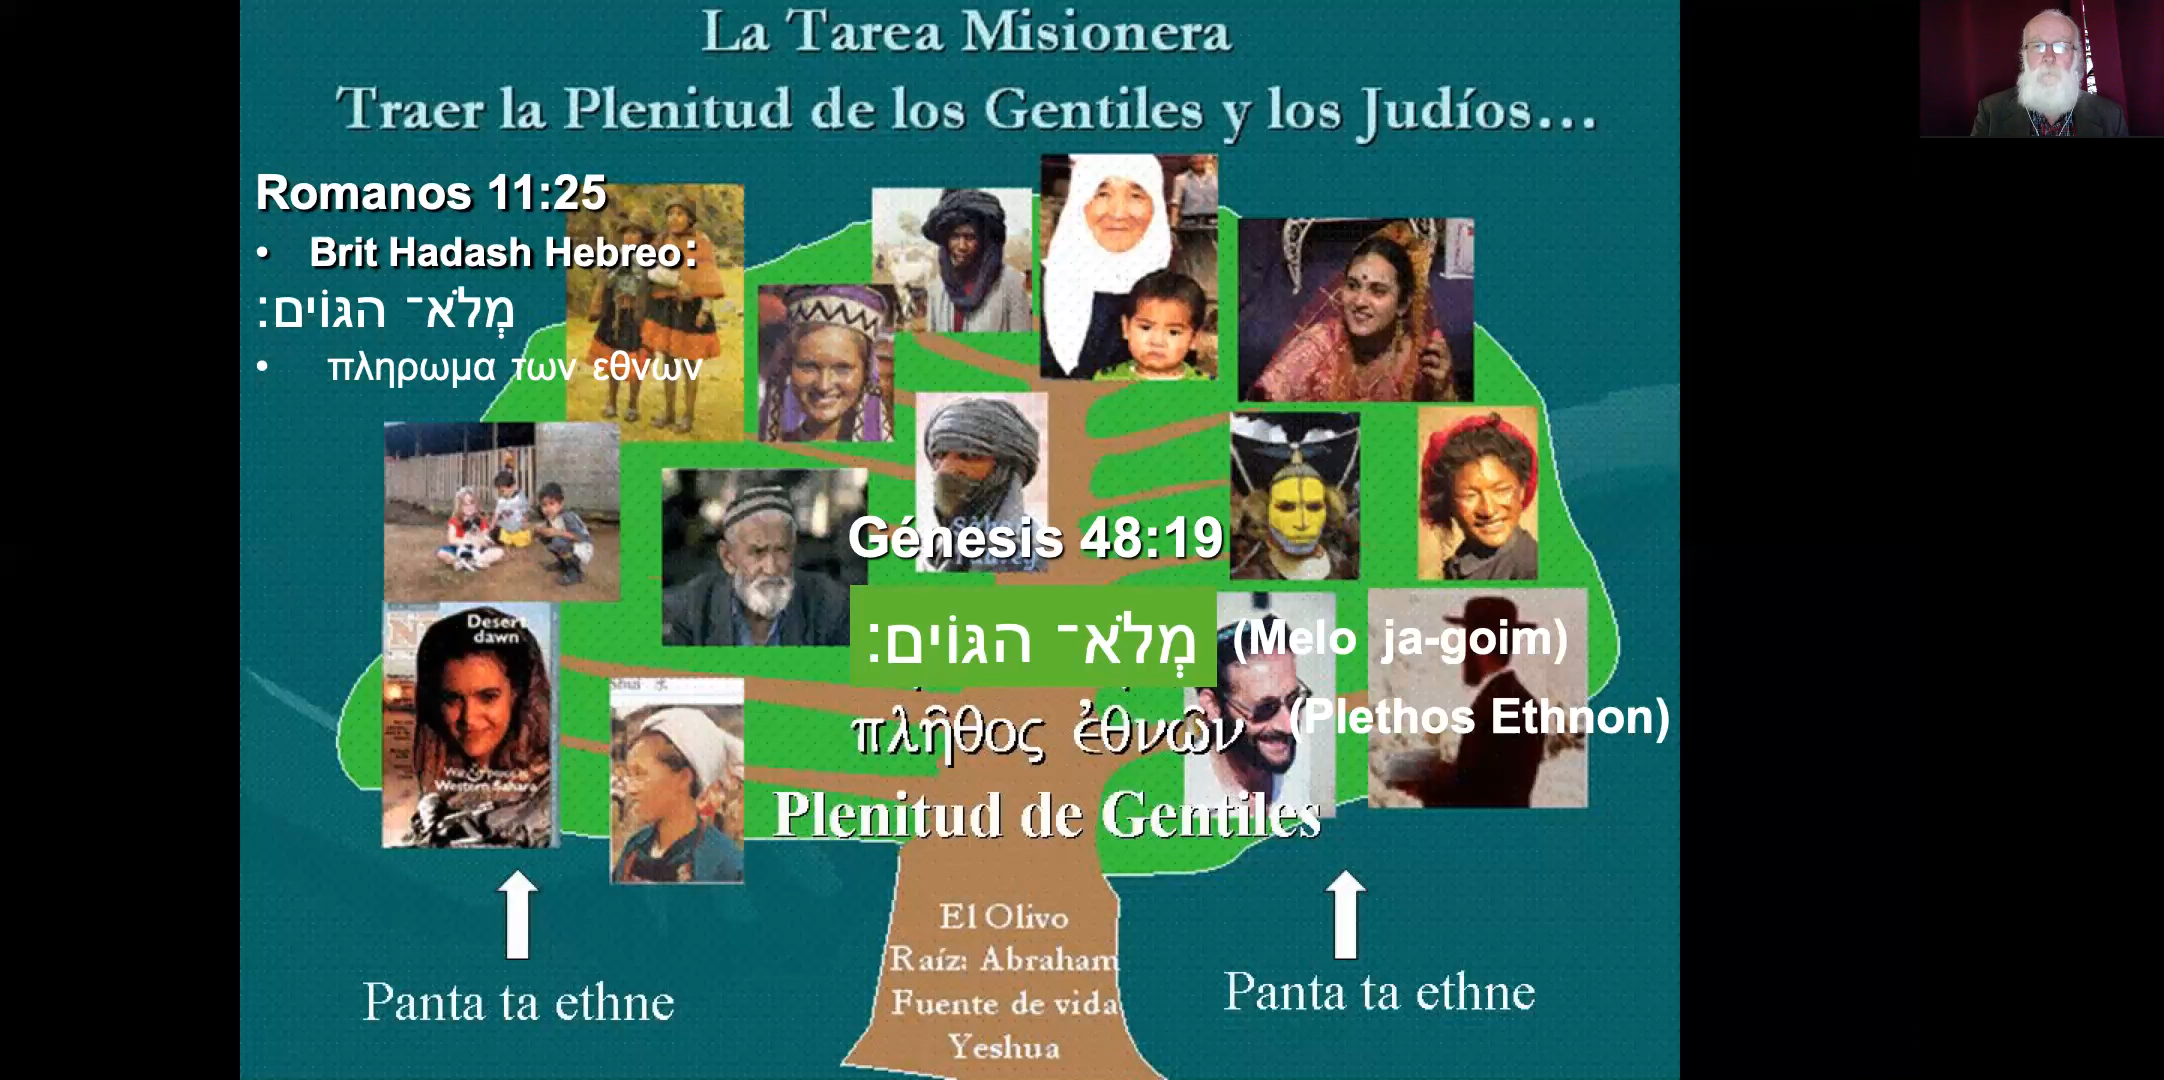 La Tarea Misionera
Traer la Plenitud de los Gentiles y los Judíos…
Romanos 11:25
• Brit Hadash Hebreo:
מְלֹא־ הגּוֹים׃
• πληρωμα των εθνων
Génesis 48:19
מְלֹא־ הגּוֹים׃ (Melo ja-goim)
πλῆθος ἐθνῶν (Plethos Ethnon)
Plenitud de Gentiles
Desert
dawn
Western Sahara
El Olivo
Raíz: Abraham
Fuente de vida
Yeshua
Panta ta ethne
Panta ta ethne